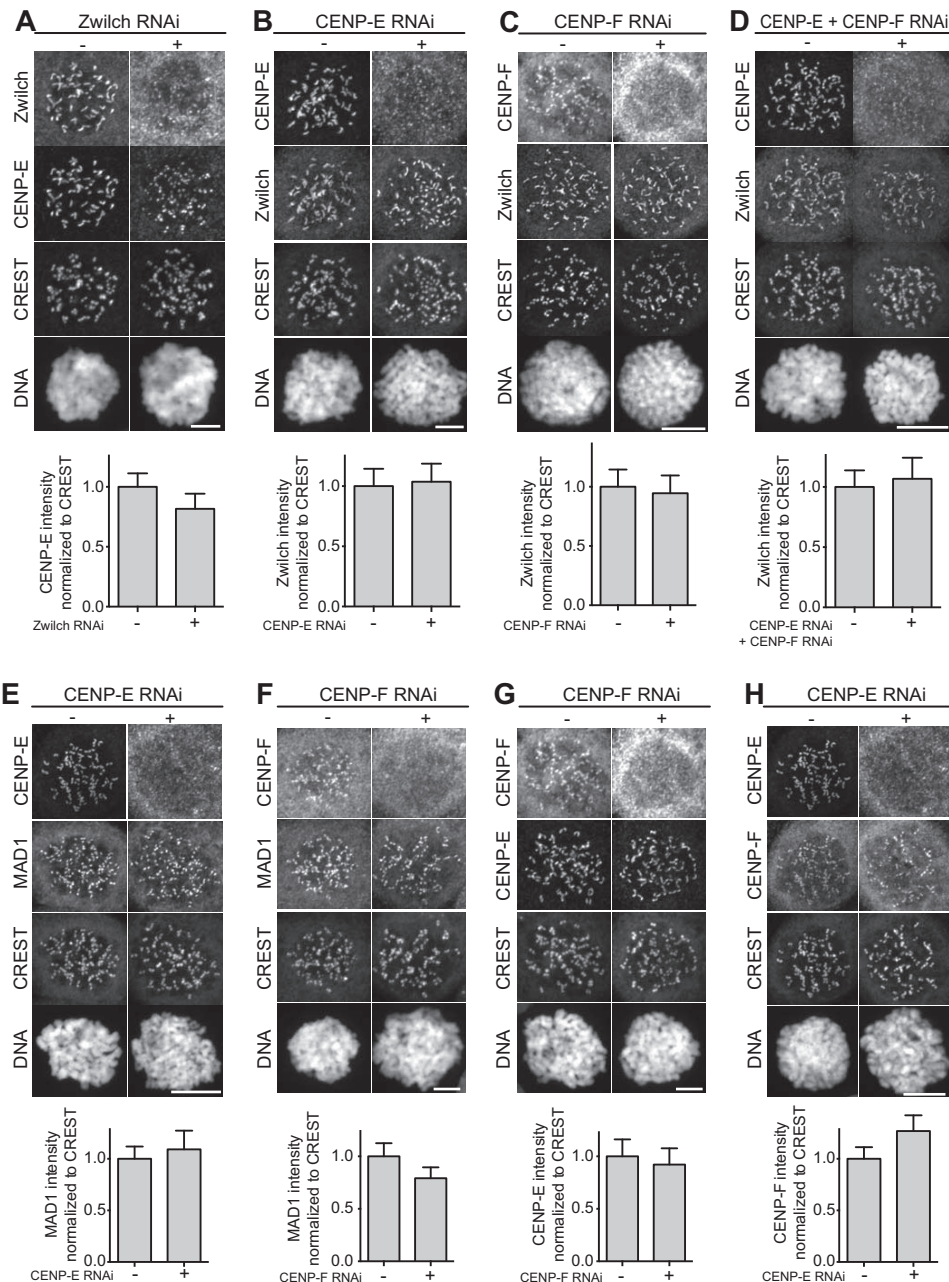 A
Zwilch RNAi
- +
Zwilch
CENP-E
CREST
DNA
CENP-E intensity
normalized to CREST
1.0
0.5
0.0
Zwilch RNAi - +
B
CENP-E RNAi
- +
CENP-E
Zwilch
CREST
DNA
Zwilch intensity
normalized to CREST
1.0
0.5
0.0
CENP-E RNAi - +
C
CENP-F RNAi
- +
CENP-F
Zwilch
CREST
DNA
Zwilch intensity
normalized to CREST
1.0
0.5
0.0
CENP-F RNAi - +
D
CENP-E + CENP-F RNAi
- +
CENP-E
Zwilch
CREST
DNA
Zwilch intensity
normalized to CREST
1.0
0.5
0.0
CENP-E RNAi - +
+ CENP-F RNAi
E
CENP-E RNAi
- +
CENP-E
MAD1
CREST
DNA
MAD1 intensity
normalized to CREST
1.0
0.5
0.0
CENP-E RNAi - +
F
CENP-F RNAi
- +
CENP-F
MAD1
CREST
DNA
MAD1 intensity
normalized to CREST
1.0
0.5
0.0
CENP-F RNAi - +
G
CENP-F RNAi
- +
CENP-F
CENP-E
CREST
DNA
CENP-E intensity
normalized to CREST
1.0
0.5
0.0
CENP-F RNAi - +
H
CENP-E RNAi
- +
CENP-E
CENP-F
CREST
DNA
CENP-F intensity
normalized to CREST
1.0
0.5
0.0
CENP-E RNAi - +